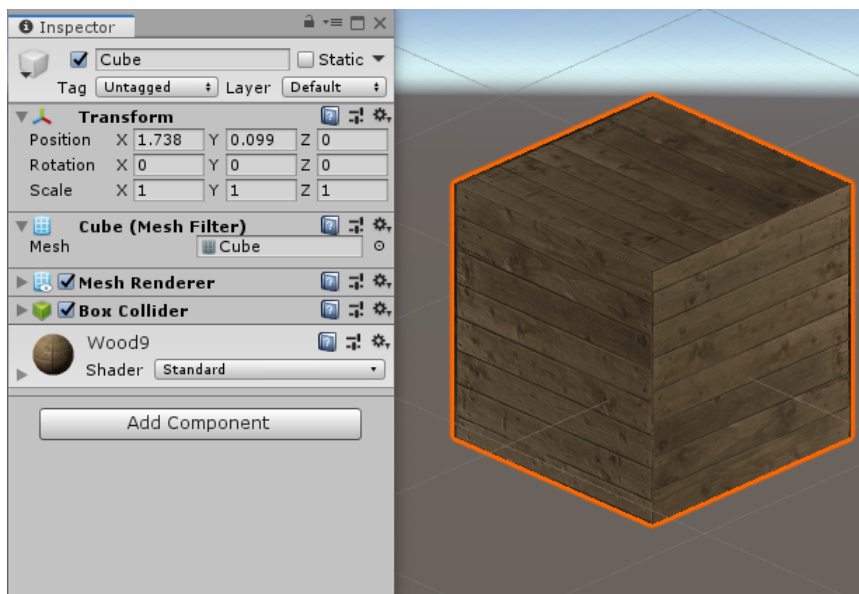 Inspector
Cube Static
Tag Untagged Layer Default
Transform
Position X 1.738 Y 0.099 Z 0
Rotation X 0 Y 0 Z 0
Scale X 1 Y 1 Z 1
Cube (Mesh Filter)
Mesh Cube
Mesh Renderer
Box Collider
Wood9
Shader Standard
Add Component